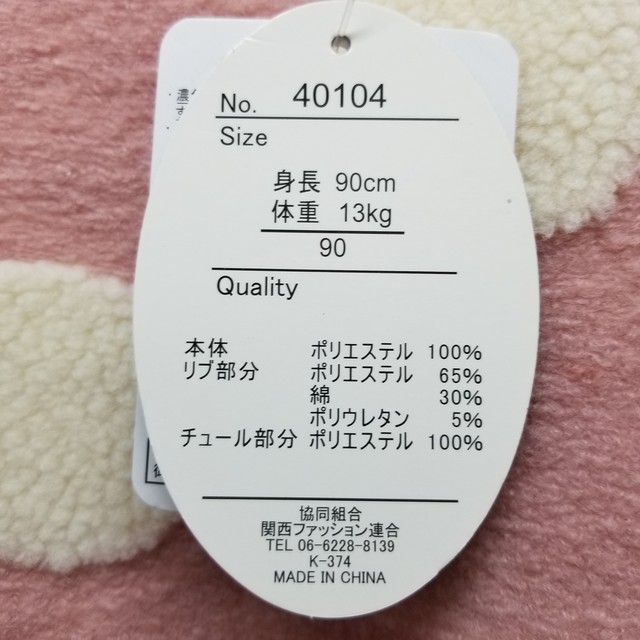 No. 40104
Size
身長 90cm
体重 13kg
90
Quality
本体 ポリエステル 100%
リブ部分 ポリエステル 65%
綿 30%
ポリウレタン 5%
チュール部分 ポリエステル 100%
協同組合
関西ファッション連合
TEL 06-6228-8139
K-374
MADE IN CHINA